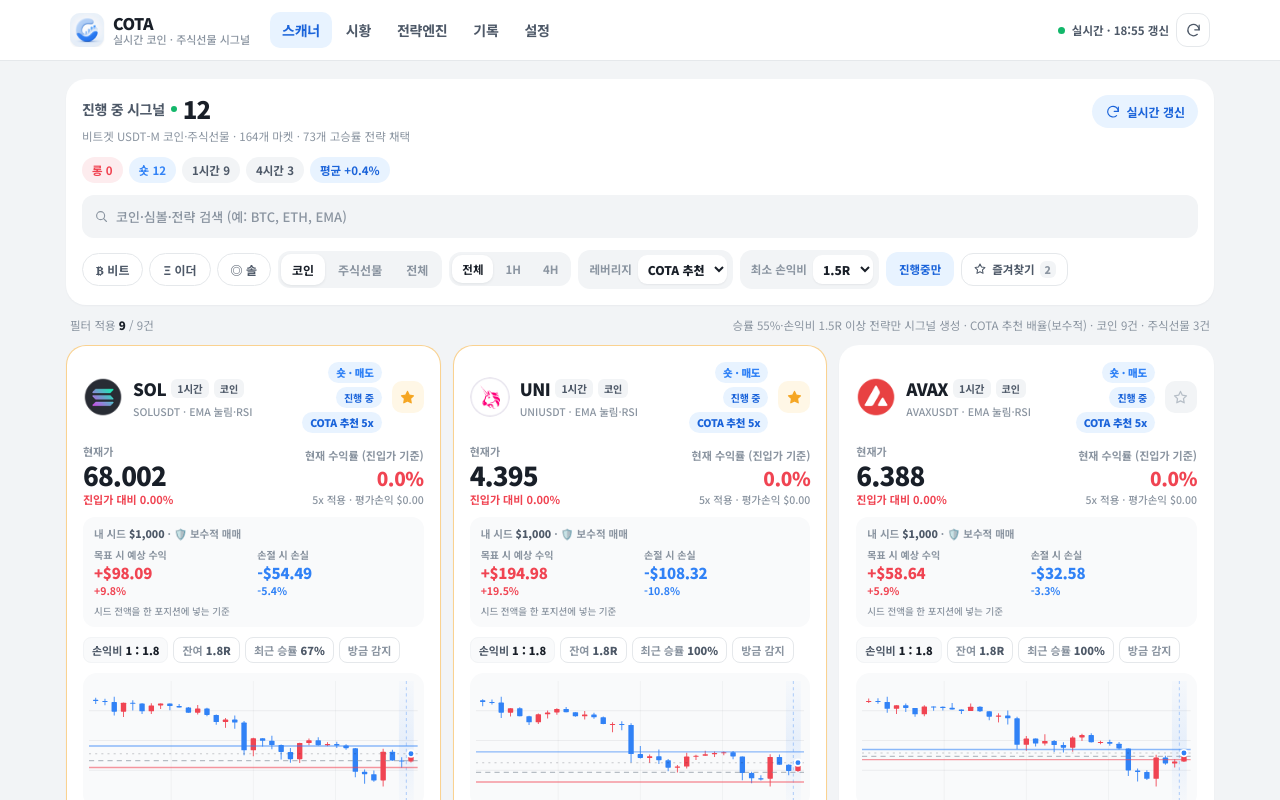 COTA
실시간 코인 · 주식선물 시그널
스캐너 시황 전략엔진 기록 설정
실시간 · 18:55 갱신
진행 중 시그널 12
실시간 갱신
비트겟 USDT-M 코인·주식선물 · 164개 마켓 · 73개 고승률 전략 채택
롱 0 숏 12 1시간 9 4시간 3 평균 +0.4%
코인·심볼·전략 검색 (예: BTC, ETH, EMA)
₿ 비트 Ξ 이더 ◎ 솔 코인 주식선물 전체 전체 1H 4H 레버리지 COTA 추천 최소 손익비 1.5R 진행중만 즐겨찾기 2
필터 적용 9 / 9건
승률 55%·손익비 1.5R 이상 전략만 시그널 생성 · COTA 추천 배율(보수적) · 코인 9건 · 주식선물 3건
SOL 1시간 코인
SOLUSDT · EMA 눌림·RSI
숏 · 매도
진행 중
COTA 추천 5x
현재가
68.002
진입가 대비 0.00%
현재 수익률 (진입가 기준)
0.0%
5x 적용 · 평가손익 $0.00
내 시드 $1,000 · 🛡️ 보수적 매매
목표 시 예상 수익
+$98.09
+9.8%
손절 시 손실
-$54.49
-5.4%
시드 전액을 한 포지션에 넣는 기준
손익비 1 : 1.8 잔여 1.8R 최근 승률 67% 방금 감지
UNI 1시간 코인
UNIUSDT · EMA 눌림·RSI
숏 · 매도
진행 중
COTA 추천 5x
현재가
4.395
진입가 대비 0.00%
현재 수익률 (진입가 기준)
0.0%
5x 적용 · 평가손익 $0.00
내 시드 $1,000 · 🛡️ 보수적 매매
목표 시 예상 수익
+$194.98
+19.5%
손절 시 손실
-$108.32
-10.8%
시드 전액을 한 포지션에 넣는 기준
손익비 1 : 1.8 잔여 1.8R 최근 승률 100% 방금 감지
AVAX 1시간 코인
AVAXUSDT · EMA 눌림·RSI
숏 · 매도
진행 중
COTA 추천 5x
현재가
6.388
진입가 대비 0.00%
현재 수익률 (진입가 기준)
0.0%
5x 적용 · 평가손익 $0.00
내 시드 $1,000 · 🛡️ 보수적 매매
목표 시 예상 수익
+$58.64
+5.9%
손절 시 손실
-$32.58
-3.3%
시드 전액을 한 포지션에 넣는 기준
손익비 1 : 1.8 잔여 1.8R 최근 승률 100% 방금 감지